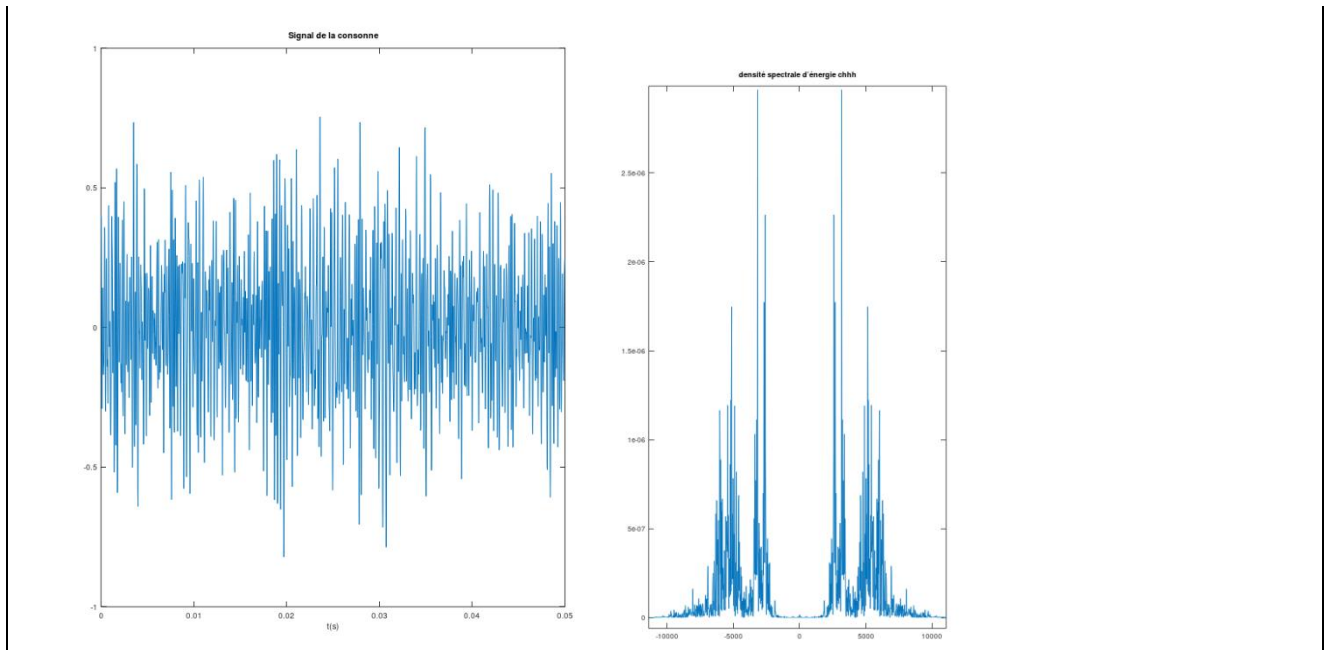 Signal de la consonne
1
0.5
0
-0.5
-1
0
0.01
0.02
0.03
0.04
0.05
t(s)
densité spectrale d'énergie chhh
2.5e-06
2e-06
1.5e-06
1e-06
5e-07
0
-10000
-5000
0
5000
10000